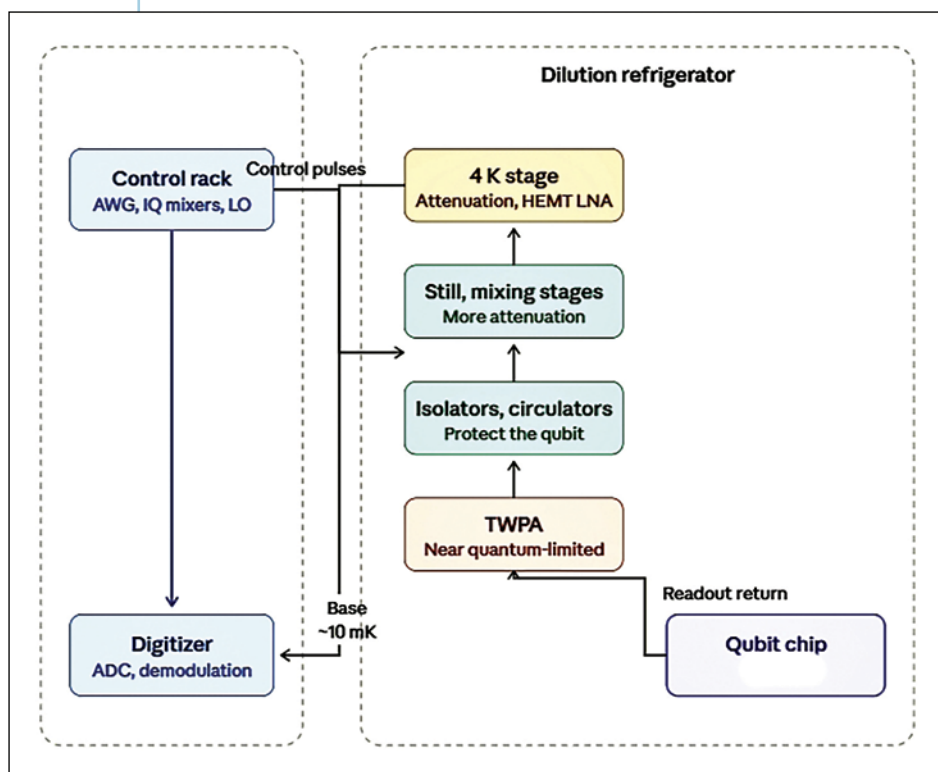 Dilution refrigerator
Control rack
AWG, IQ mixers, LO
Control pulses
4 K stage
Attenuation, HEMT LNA
Still, mixing stages
More attenuation
Isolators, circulators
Protect the qubit
TWPA
Near quantum-limited
Readout return
Base
~10 mK
Digitizer
ADC, demodulation
Qubit chip